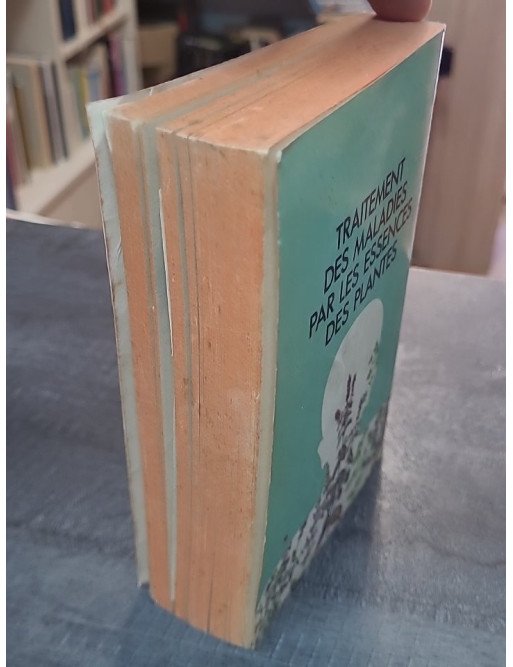 TRAITEMENT
DES MALADIES
PAR LES ESSENCES
DES PLANTES